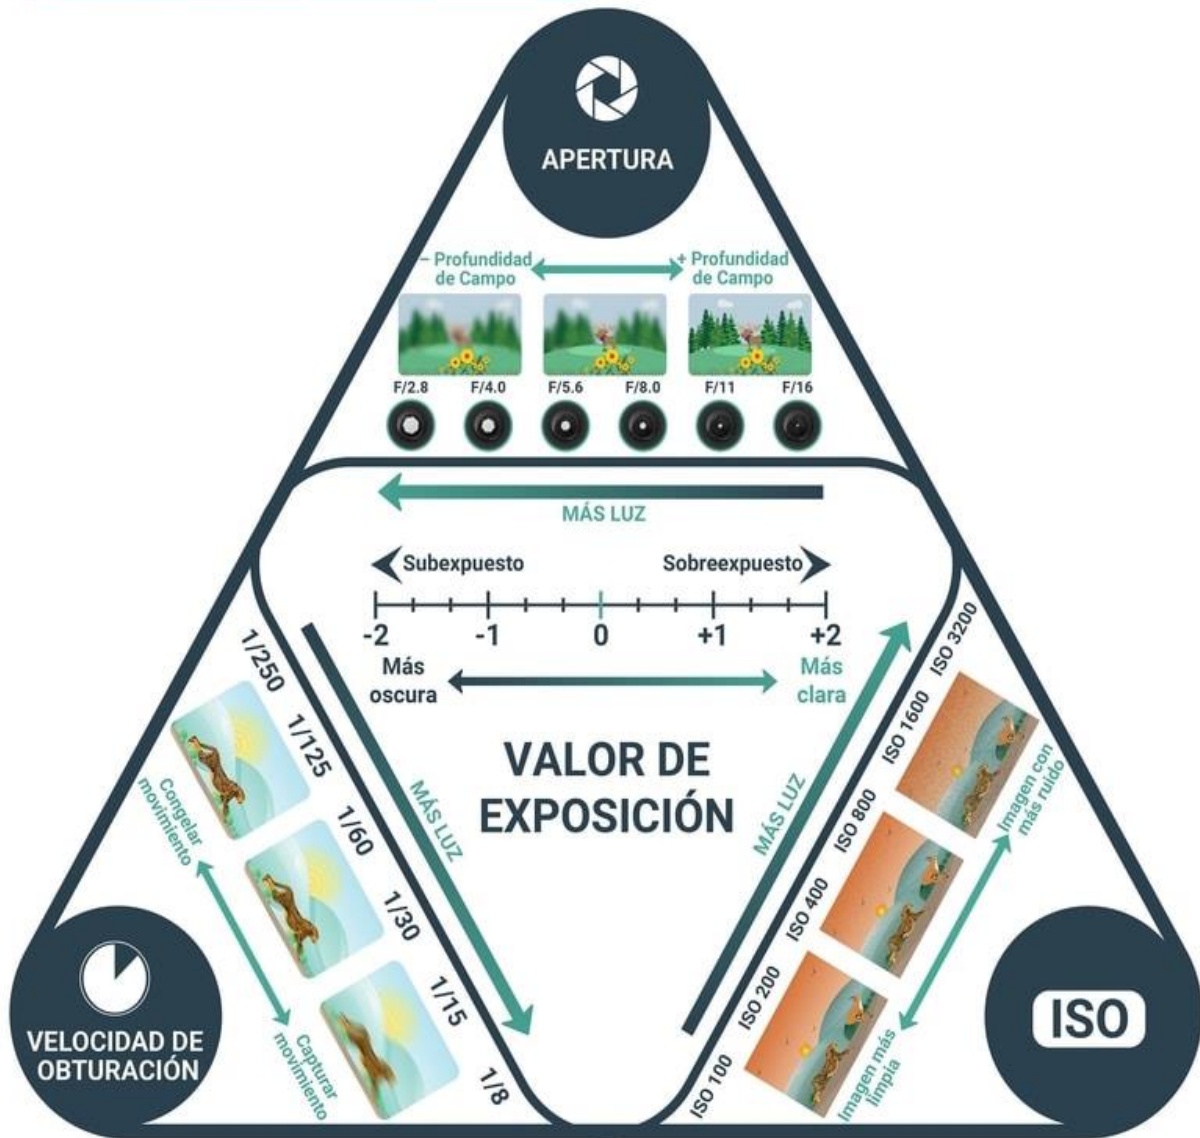 APERTURA
– Profundidad
de Campo
+ Profundidad
de Campo
F/2.8 F/4.0 F/5.6 F/8.0 F/11 F/16
MÁS LUZ
Subexpuesto Sobreexpuesto
-2 -1 0 +1 +2
Más
oscura
Más
clara
VALOR DE
EXPOSICIÓN
1/250
1/125
1/60
1/30
1/15
1/8
MÁS LUZ
Congelar
movimiento
Capturar
movimiento
VELOCIDAD DE
OBTURACIÓN
MÁS LUZ
ISO 3200
ISO 1600
ISO 800
ISO 400
ISO 200
ISO 100
Imagen con
más ruido
Imagen más
limpia
ISO